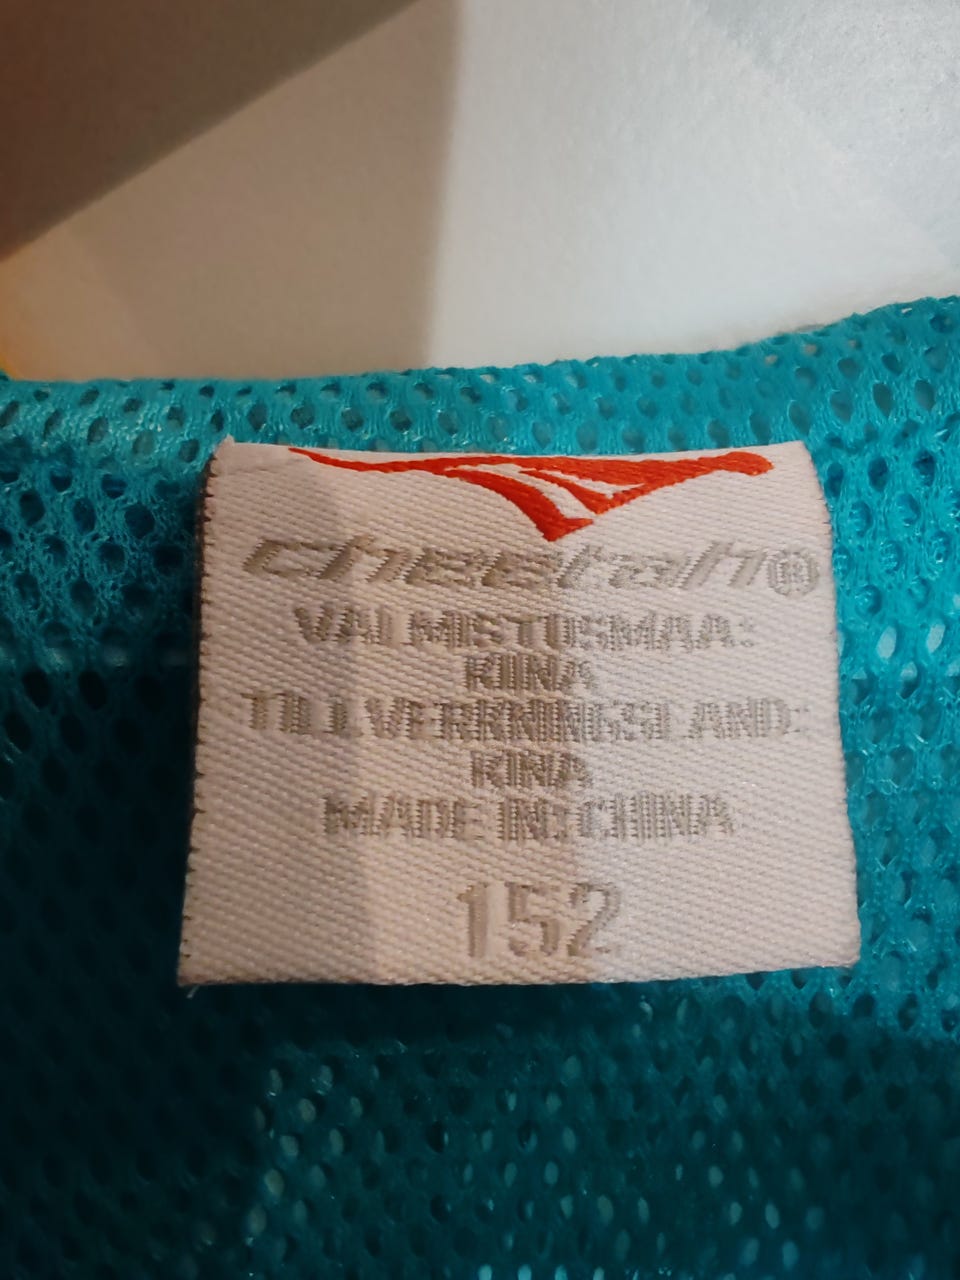 cheetah®
VALMISTUSMAA:
KIINA
TILLVERKNINGSLAND:
KINA
MADE IN: CHINA
152